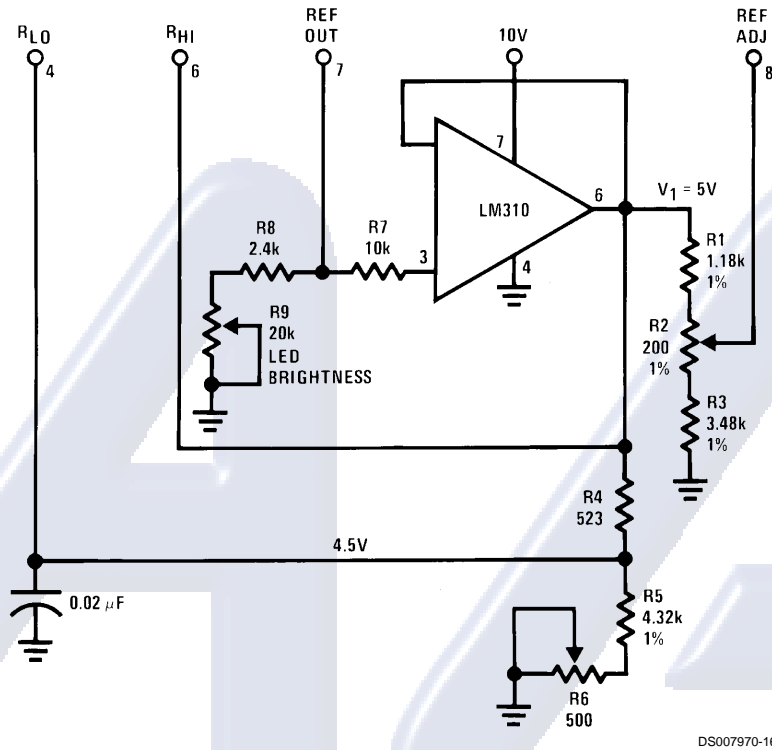 RLO
4
RHI
6
REF
OUT
7
10V
REF
ADJ
8
7
6
V1 = 5V
LM310
R8
2.4k
R7
10k
3
4
R1
1.18k
1%
R9
20k
LED
BRIGHTNESS
R2
200
1%
R3
3.48k
1%
R4
523
4.5V
0.02 μF
R5
4.32k
1%
R6
500
DS007970-16